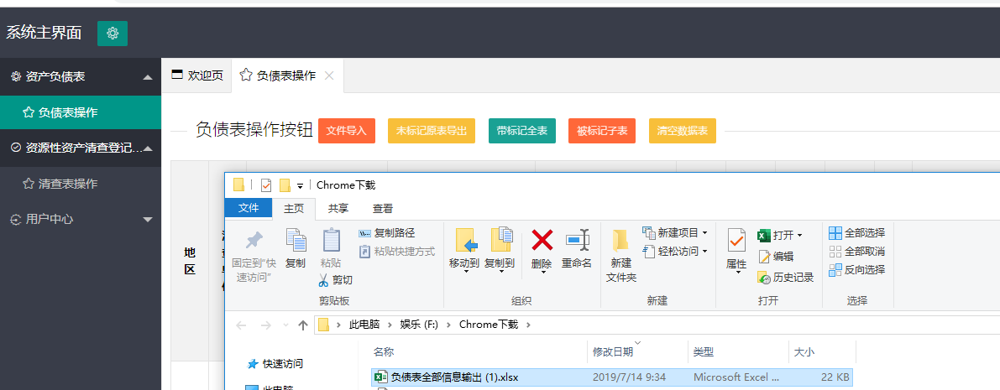 系统主界面
资产负债表
负债表操作
资源性资产清查登记...
清查表操作
用户中心
欢迎页
负债表操作
负债表操作按钮
文件导入
未标记原表导出
带标记全表
被标记子表
清空数据表
地
区
Chrome下载
文件
主页
共享
查看
固定到"快
速访问"
复制
粘贴
复制路径
粘贴快捷方式
剪切
剪贴板
移动到
复制到
删除
重命名
组织
新建
文件夹
新建项目
轻松访问
新建
属性
打开
编辑
历史记录
打开
全部选择
全部取消
反向选择
选择
此电脑 > 娱乐 (F:) > Chrome下载 >
快速访问
此电脑
名称 修改日期 类型 大小
负债表全部信息输出 (1).xlsx 2019/7/14 9:34 Microsoft Excel ... 22 KB